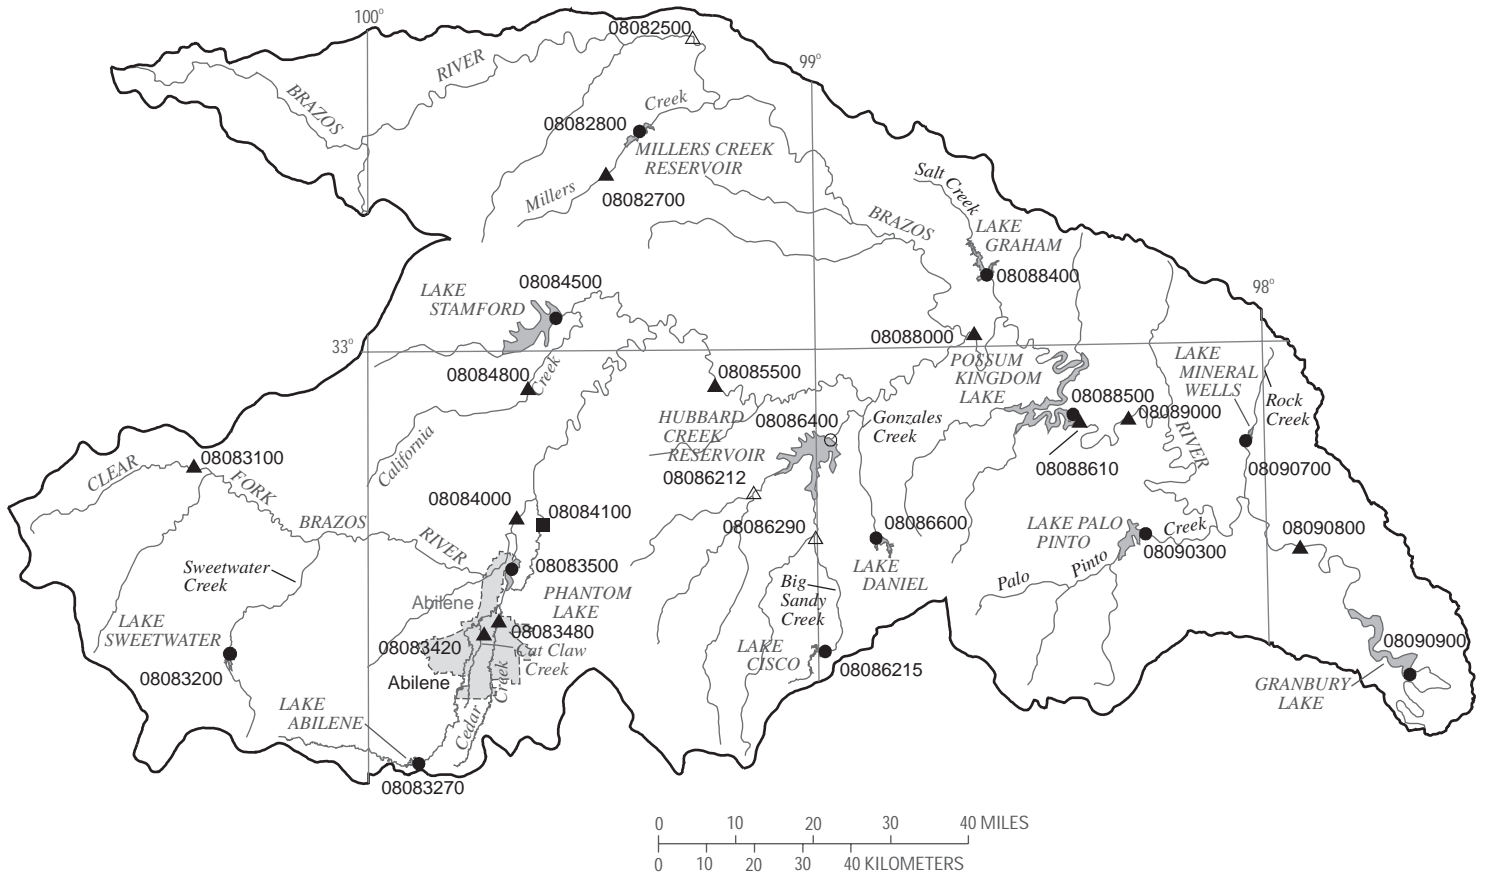 100°
08082500
99°
RIVER
BRAZOS
Creek
08082800
MILLERS CREEK
RESERVOIR
Millers
08082700
Salt Creek
BRAZOS
LAKE
GRAHAM
08088400
08084500
LAKE
STAMFORD
98°
33°
08088000
POSSUM
KINGDOM
LAKE
LAKE
MINERAL
WELLS
08084800
Creek
08085500
08088500
08089000
Rock
Creek
HUBBARD
CREEK
RESERVOIR
08086400
Gonzales
Creek
RIVER
California
CLEAR
08083100
FORK
08086212
08088610
08090700
08084000
08084100
BRAZOS
RIVER
08086290
08086600
LAKE PALO
PINTO
Creek
08090300
08090800
Sweetwater
Creek
08083500
LAKE
DANIEL
Palo
Pinto
Abilene
PHANTOM
LAKE
Big
Sandy
Creek
LAKE
SWEETWATER
08083480
08083420
Cat Claw
Creek
LAKE
CISCO
08086215
08090900
08083200
Abilene
Creek
GRANBURY
LAKE
LAKE
ABILENE
Cedar
08083270
0 10 20 30 40 MILES
0 10 20 30 40 KILOMETERS